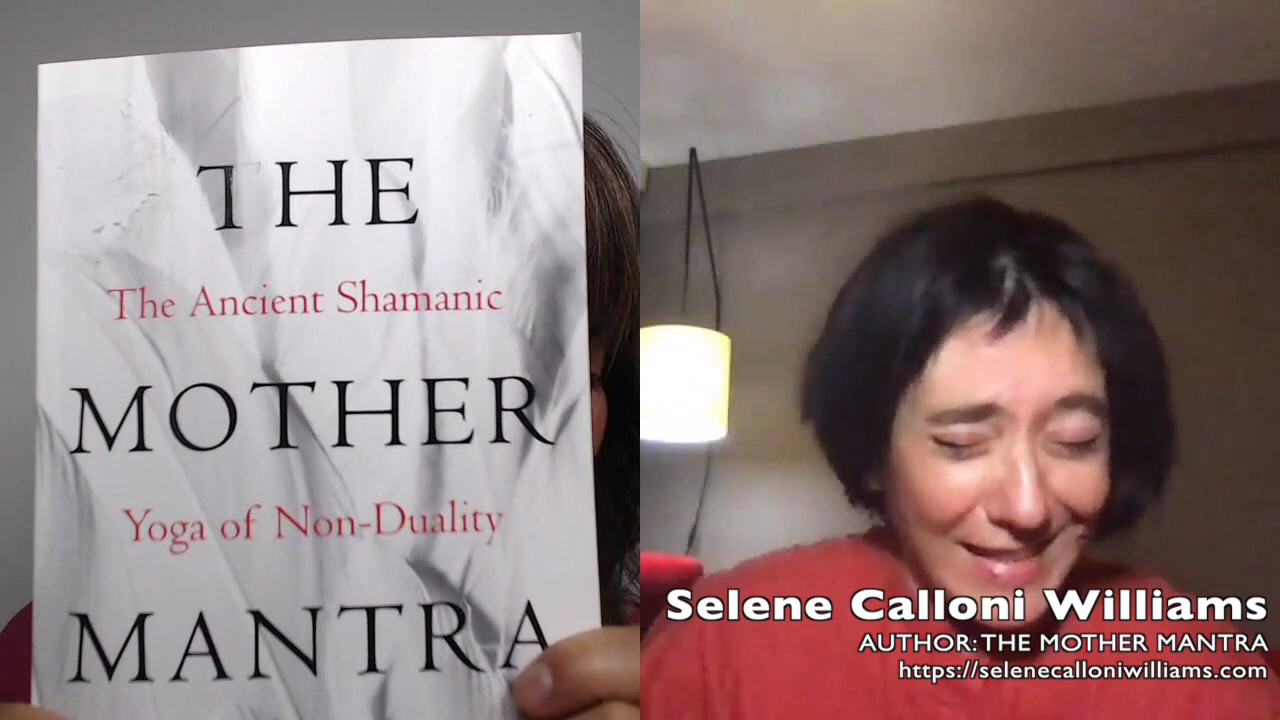 THE
The Ancient Shamanic
MOTHER
Yoga of Non-Duality
MANTRA
Selene Calloni Williams
AUTHOR: THE MOTHER MANTRA
https://selenecalloniwilliams.com